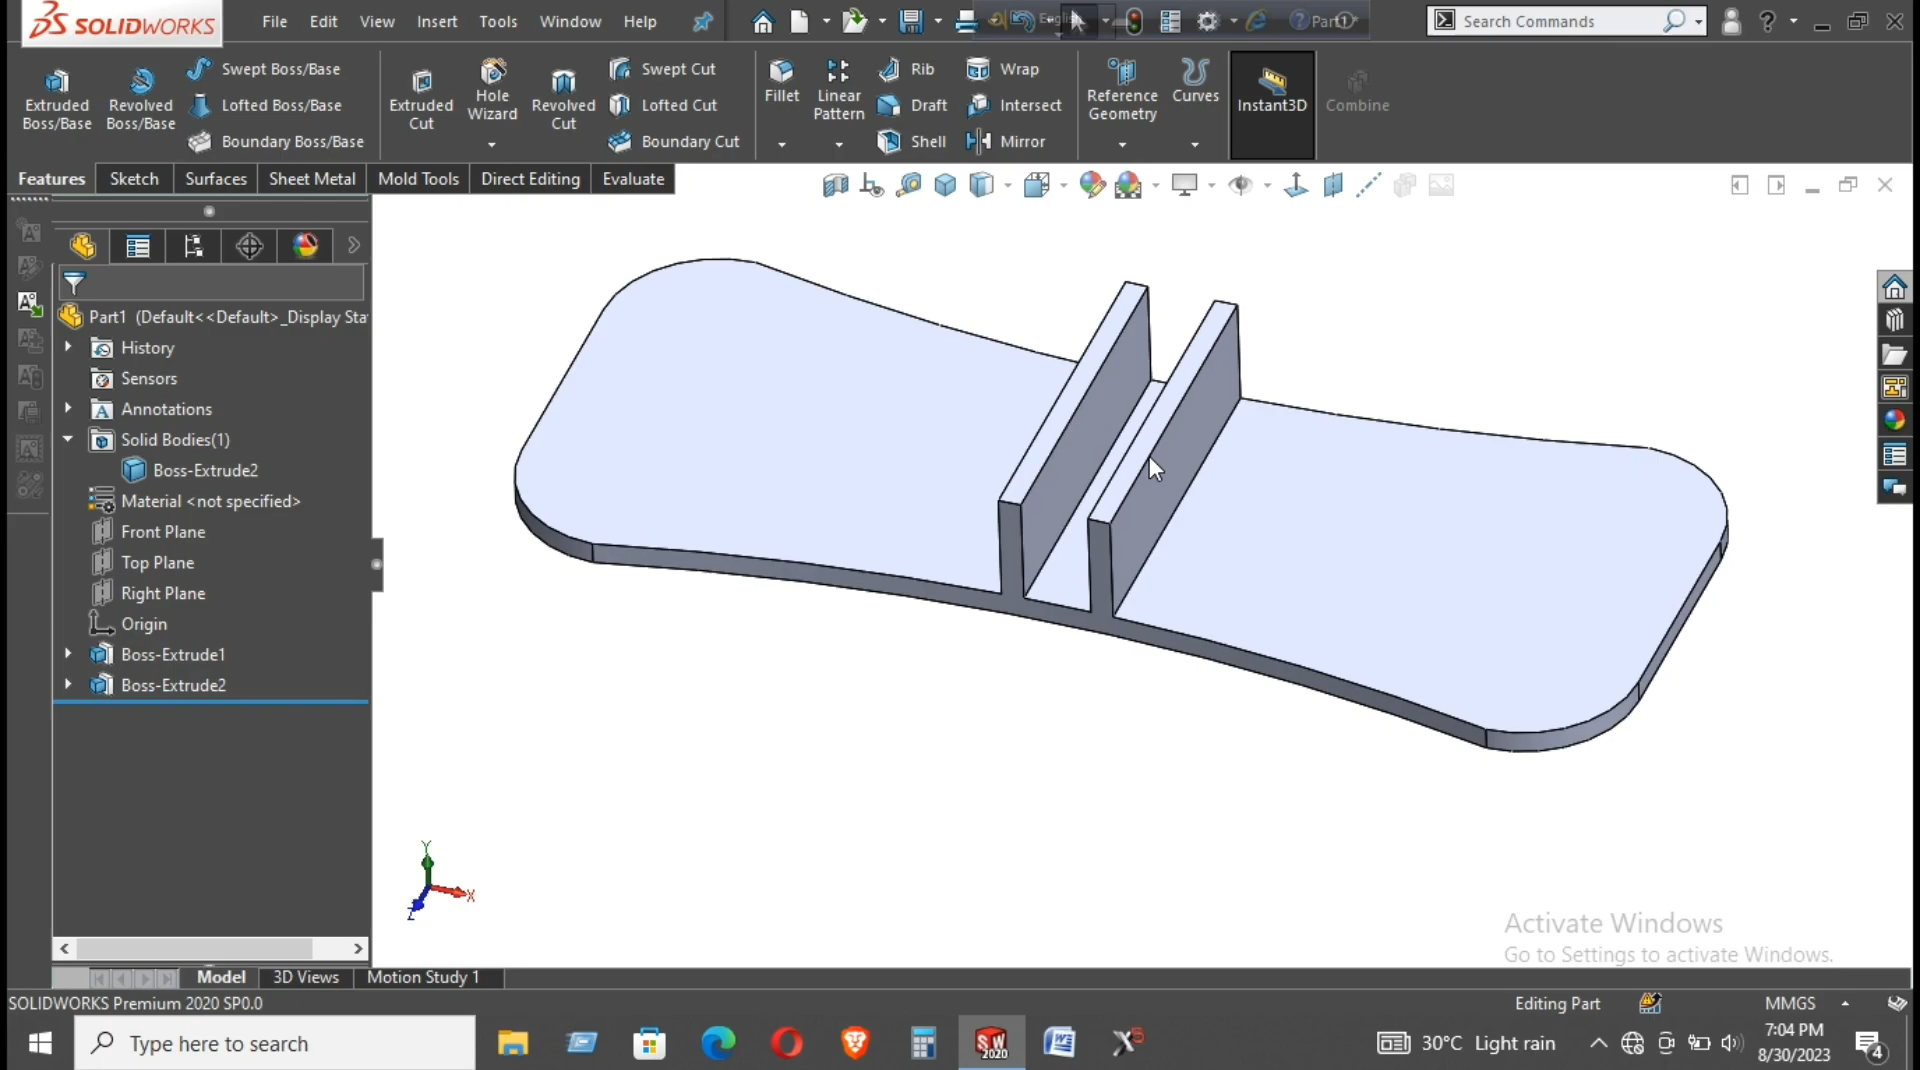 SOLIDWORKS File Edit View Insert Tools Window Help Part1 Search Commands
Extruded Boss/Base
Revolved Boss/Base
Swept Boss/Base
Lofted Boss/Base
Boundary Boss/Base
Extruded Cut
Hole Wizard
Revolved Cut
Swept Cut
Lofted Cut
Boundary Cut
Fillet
Linear Pattern
Rib
Draft
Shell
Wrap
Intersect
Mirror
Reference Geometry
Curves
Instant3D
Combine
Features Sketch Surfaces Sheet Metal Mold Tools Direct Editing Evaluate
Part1 (Default<<Default>_Display Sta
History
Sensors
Annotations
Solid Bodies(1)
Boss-Extrude2
Material <not specified>
Front Plane
Top Plane
Right Plane
Origin
Boss-Extrude1
Boss-Extrude2
Y
X
Z
Activate Windows
Go to Settings to activate Windows.
Model 3D Views Motion Study 1
SOLIDWORKS Premium 2020 SP0.0 Editing Part MMGS
Type here to search
SW 2020
30°C Light rain
7:04 PM
8/30/2023
4